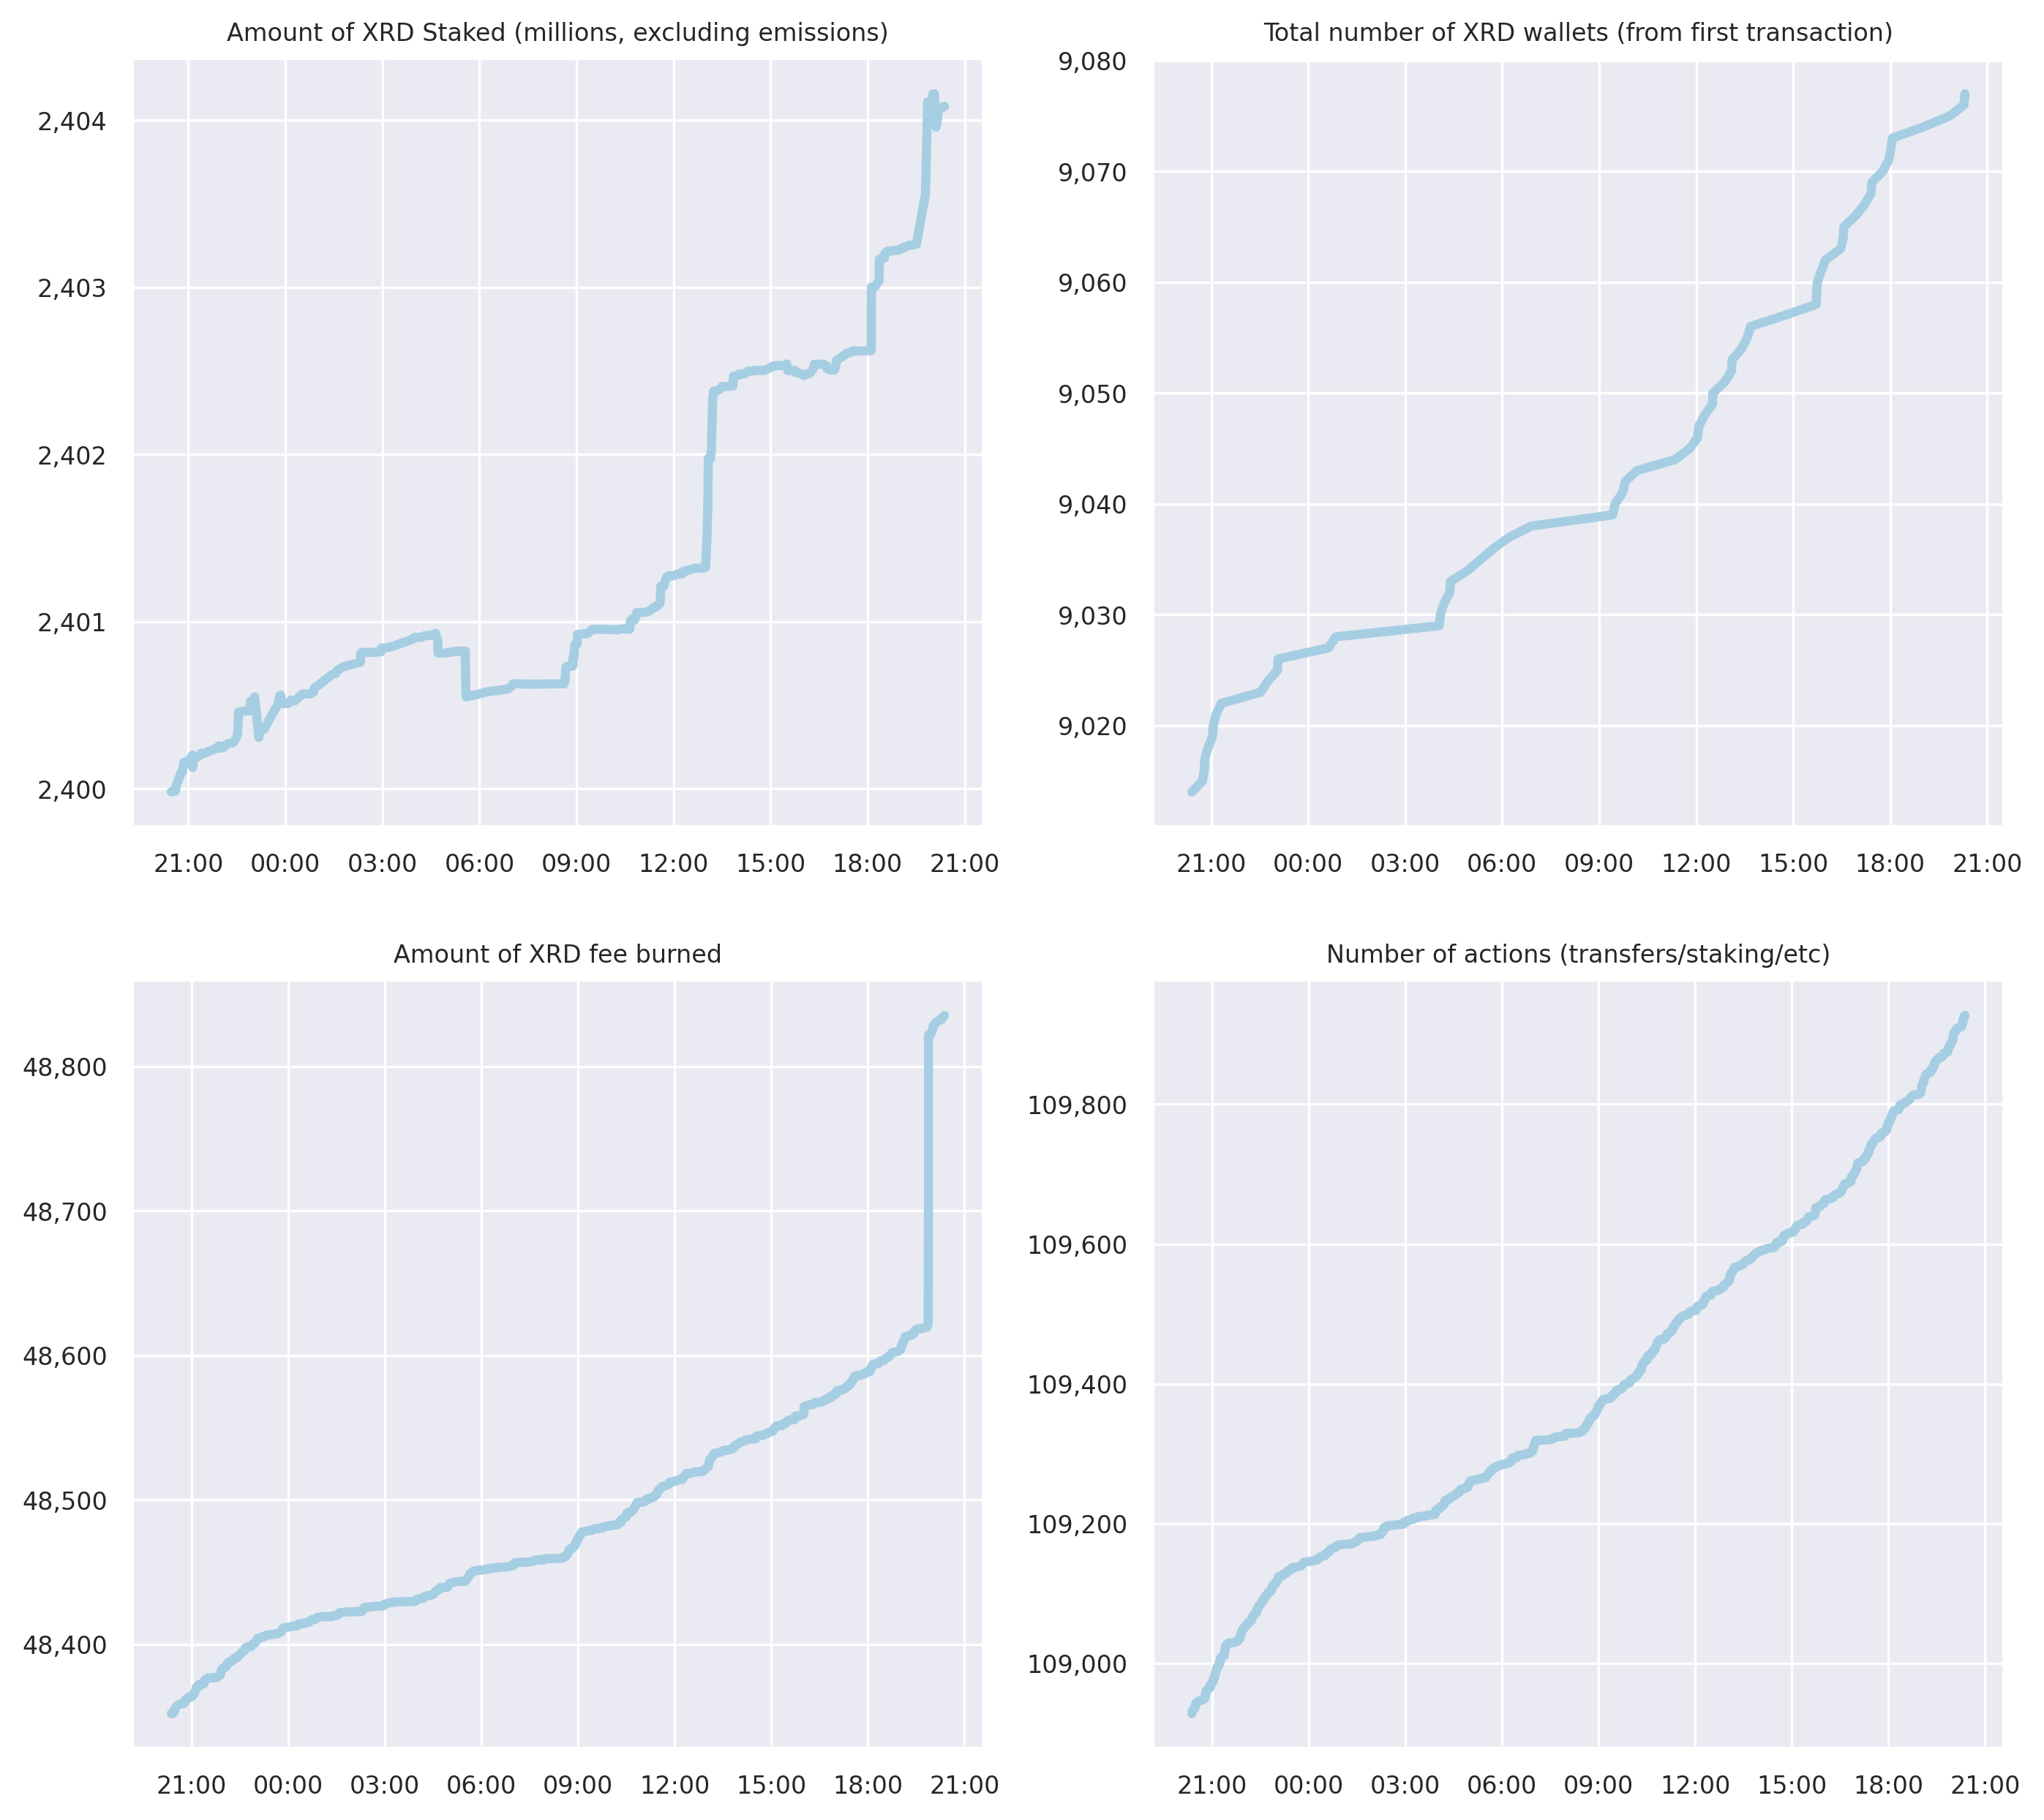 Amount of XRD Staked (millions, excluding emissions)
2,404
2,403
2,402
2,401
2,400
21:00 00:00 03:00 06:00 09:00 12:00 15:00 18:00 21:00
Total number of XRD wallets (from first transaction)
9,080
9,070
9,060
9,050
9,040
9,030
9,020
21:00 00:00 03:00 06:00 09:00 12:00 15:00 18:00 21:00
Amount of XRD fee burned
48,800
48,700
48,600
48,500
48,400
21:00 00:00 03:00 06:00 09:00 12:00 15:00 18:00 21:00
Number of actions (transfers/staking/etc)
109,800
109,600
109,400
109,200
109,000
21:00 00:00 03:00 06:00 09:00 12:00 15:00 18:00 21:00